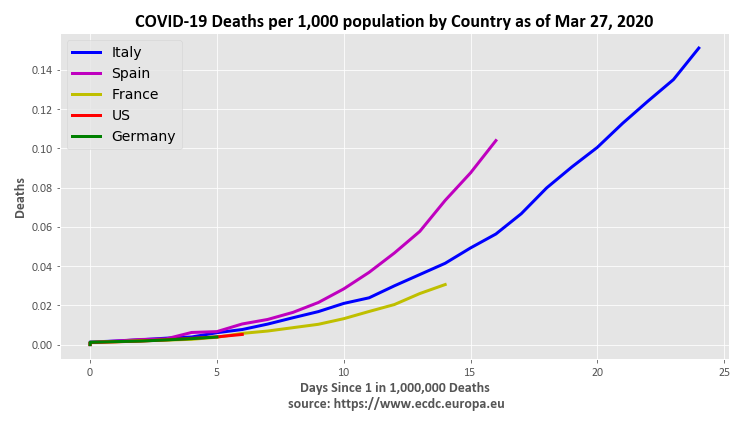 COVID-19 Deaths per 1,000 population by Country as of Mar 27, 2020
Italy
Spain
France
US
Germany
Deaths
0.14
0.12
0.10
0.08
0.06
0.04
0.02
0.00
0 5 10 15 20 25
Days Since 1 in 1,000,000 Deaths
source: https://www.ecdc.europa.eu